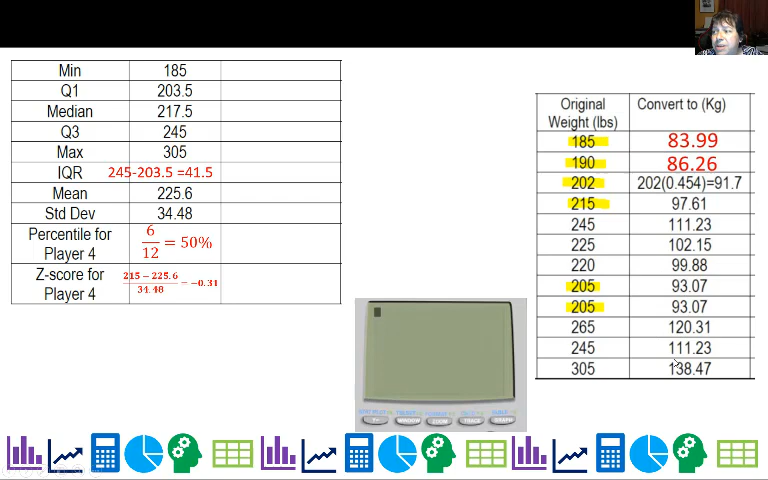 Min 185
Q1 203.5
Median 217.5
Q3 245
Max 305
IQR 245-203.5 =41.5
Mean 225.6
Std Dev 34.48
Percentile for Player 4 6/12 = 50%
Z-score for Player 4 215 − 225.6/34.48 = −0.31
Original Weight (lbs) Convert to (Kg)
185 83.99
190 86.26
202 202(0.454)=91.7
215 97.61
245 111.23
225 102.15
220 99.88
205 93.07
205 93.07
265 120.31
245 111.23
305 138.47
WINDOW ZOOM TRACE GRAPH